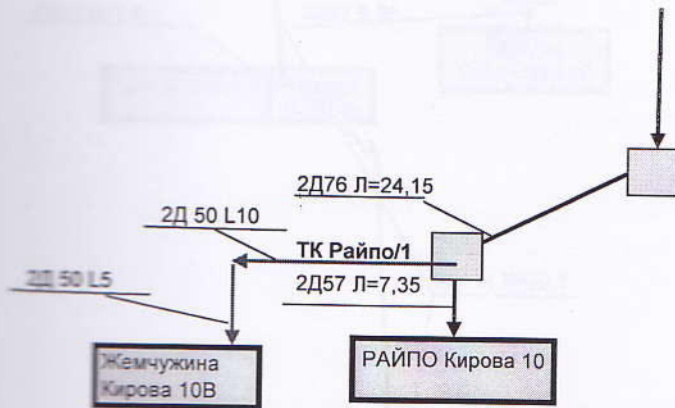 2Д76 Л=24,15
2Д 50 L10
ТК Райпо/1
2Д 50 L5
2Д57 Л=7,35
Жемчужина
Кирова 10В
РАЙПО Кирова 10